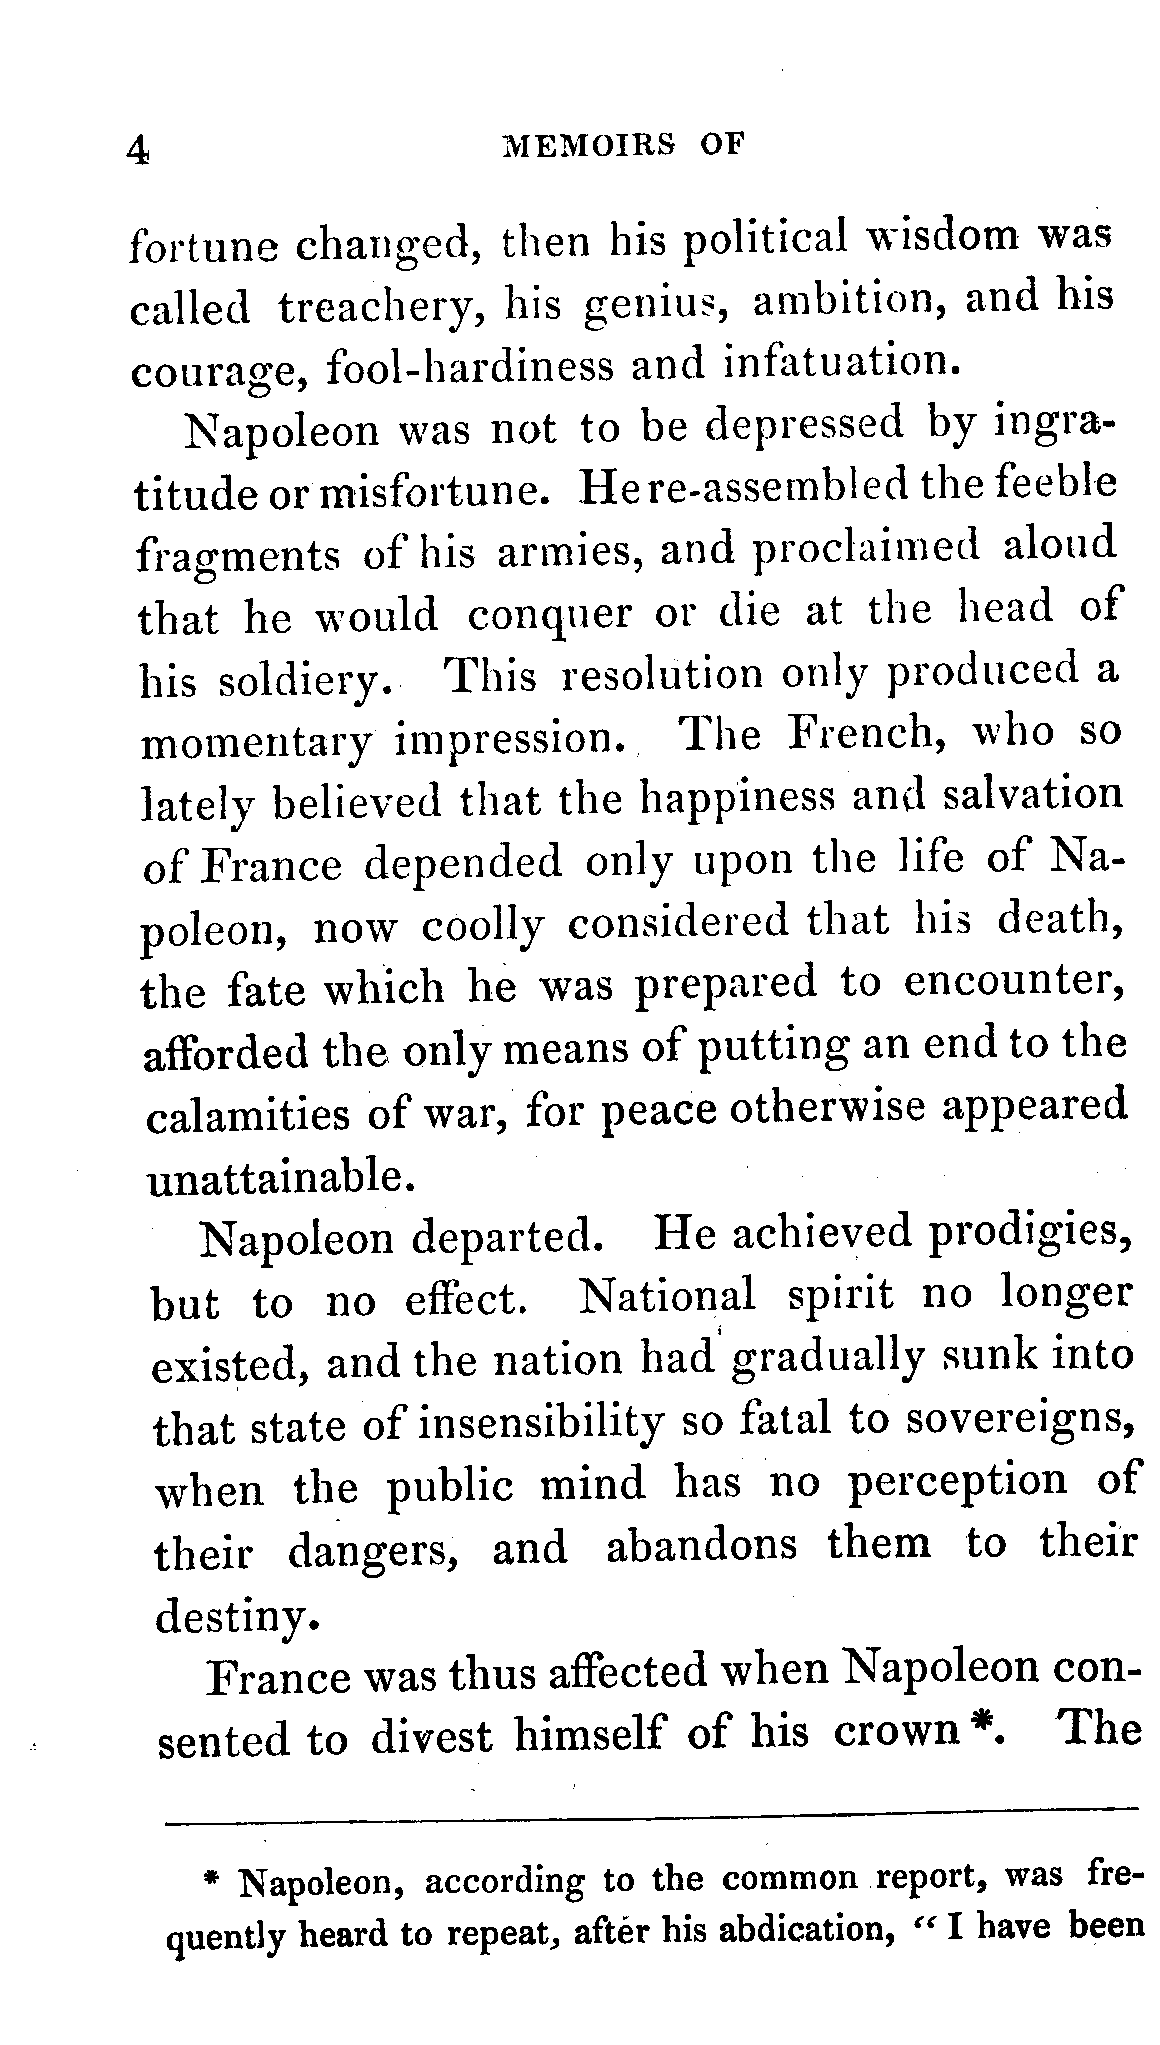 4 MEMOIRS OF
fortune changed, then his political wisdom was
called treachery, his genius, ambition, and his
courage, fool-hardiness and infatuation.
Napoleon was not to be depressed by ingra-
titude or misfortune. He re-assembled the feeble
fragments of his armies, and proclaimed aloud
that he would conquer or die at the head of
his soldiery. This resolution only produced a
momentary impression. The French, who so
lately believed that the happiness and salvation
of France depended only upon the life of Na-
poleon, now coolly considered that his death,
the fate which he was prepared to encounter,
afforded the only means of putting an end to the
calamities of war, for peace otherwise appeared
unattainable.
Napoleon departed. He achieved prodigies,
but to no effect. National spirit no longer
existed, and the nation had gradually sunk into
that state of insensibility so fatal to sovereigns,
when the public mind has no perception of
their dangers, and abandons them to their
destiny.
France was thus affected when Napoleon con-
sented to divest himself of his crown *. The
* Napoleon, according to the common report, was fre-
quently heard to repeat, after his abdication, “ I have been